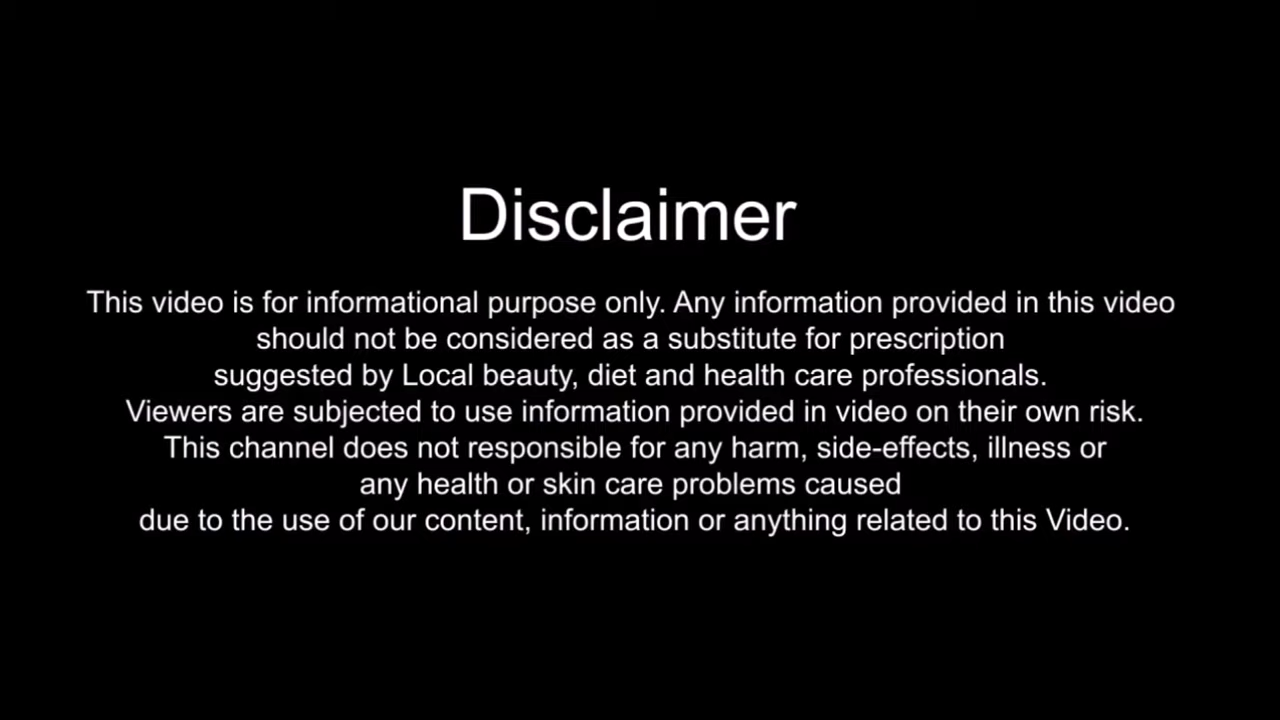 Disclaimer
This video is for informational purpose only. Any information provided in this video
should not be considered as a substitute for prescription
suggested by Local beauty, diet and health care professionals.
Viewers are subjected to use information provided in video on their own risk.
This channel does not responsible for any harm, side-effects, illness or
any health or skin care problems caused
due to the use of our content, information or anything related to this Video.